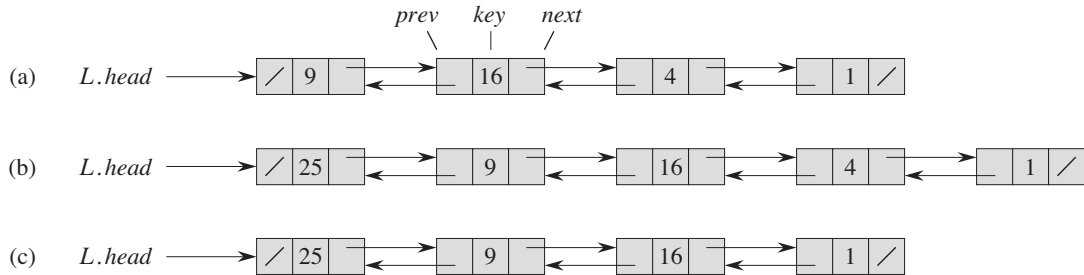 prev key next
(a) L.head / 9 16 4 1 /
(b) L.head / 25 9 16 4 1 /
(c) L.head / 25 9 16 1 /